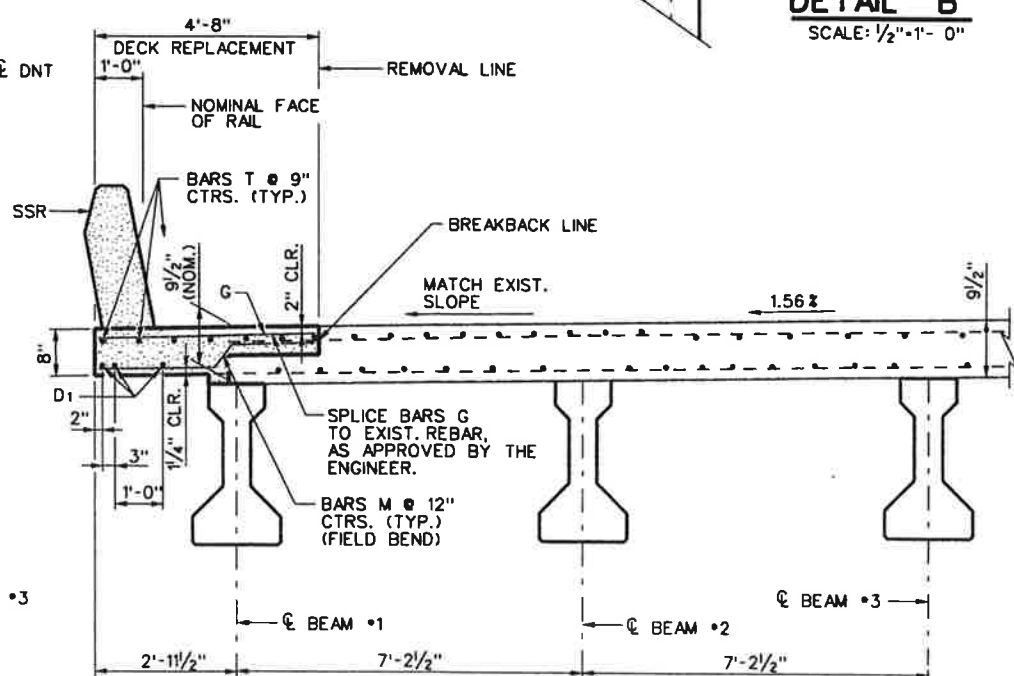 DETAIL "B"
SCALE: 1/2"=1'- 0"
4'-8"
DECK REPLACEMENT
℄ DNT
1'-0"
REMOVAL LINE
NOMINAL FACE
OF RAIL
BARS T @ 9"
CTRS. (TYP.)
SSR
BREAKBACK LINE
9 1/2"
(NOM.)
G
2" CLR.
MATCH EXIST.
SLOPE
1.56 %
9 1/2"
8"
D1
2"
3"
1'-0"
1 1/4" CLR.
SPLICE BARS G
TO EXIST. REBAR,
AS APPROVED BY THE
ENGINEER.
BARS M @ 12"
CTRS. (TYP.)
(FIELD BEND)
•3
℄ BEAM •1
℄ BEAM •2
℄ BEAM •3
2'-11 1/2"
7'-2 1/2"
7'-2 1/2"